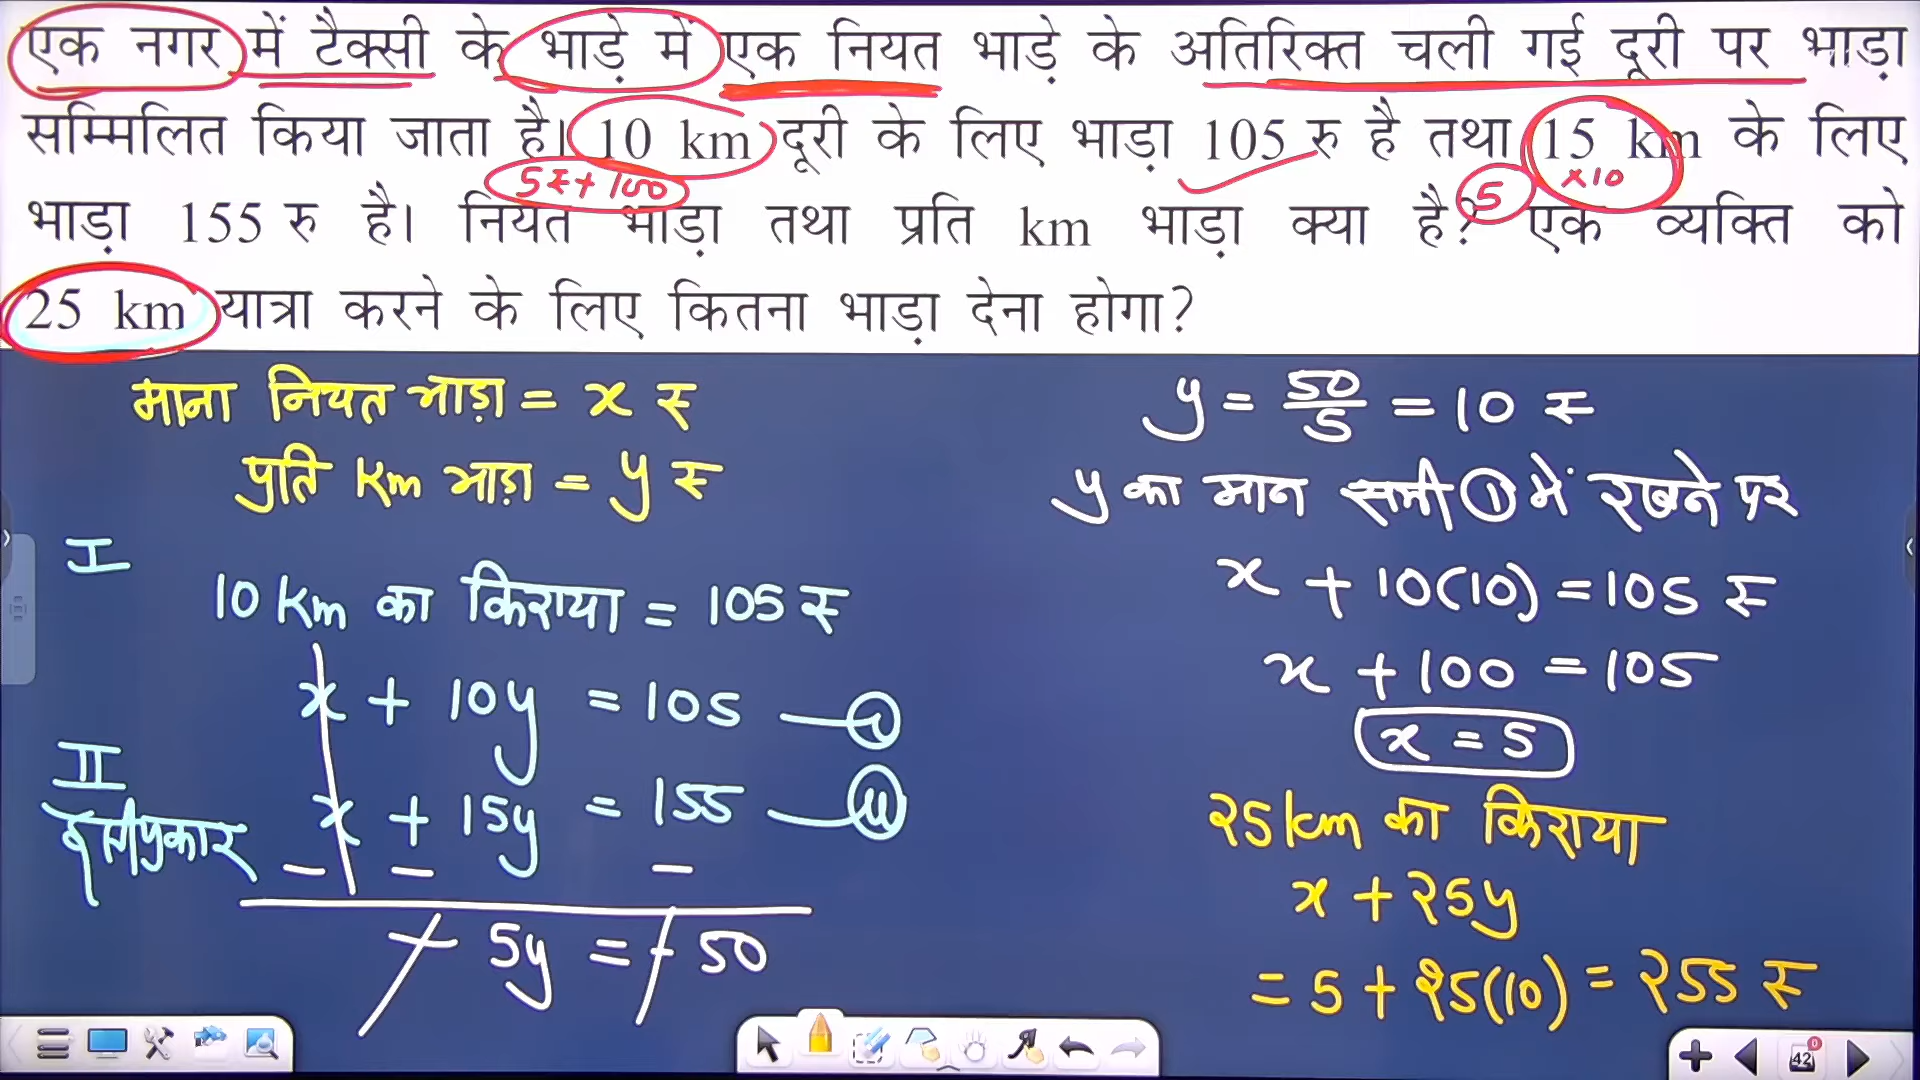 एक नगर में टैक्सी के भाड़े में एक नियत भाड़े के अतिरिक्त चली गई दूरी पर भाड़ा
सम्मिलित किया जाता है। 10 km दूरी के लिए भाड़ा 105 रु है तथा 15 km के लिए
5₹ + 100
5
×10
भाड़ा 155 रु है। नियत भाड़ा तथा प्रति km भाड़ा क्या है? एक व्यक्ति को
25 km यात्रा करने के लिए कितना भाड़ा देना होगा?
माना नियत भाड़ा = x ₹
प्रति Km भाड़ा = y ₹
I
10 Km का किराया = 105 ₹
x + 10y = 105 — (i)
II
इसीप्रकार x + 15y = 155 — (ii)
− − −
− 5y = − 50
y = 50/5 = 10 ₹
y का मान समी (1) में रखने पर
x + 10(10) = 105 ₹
x + 100 = 105
x = 5
25 km का किराया
x + 25y
= 5 + 25(10) = 255 ₹
42
0